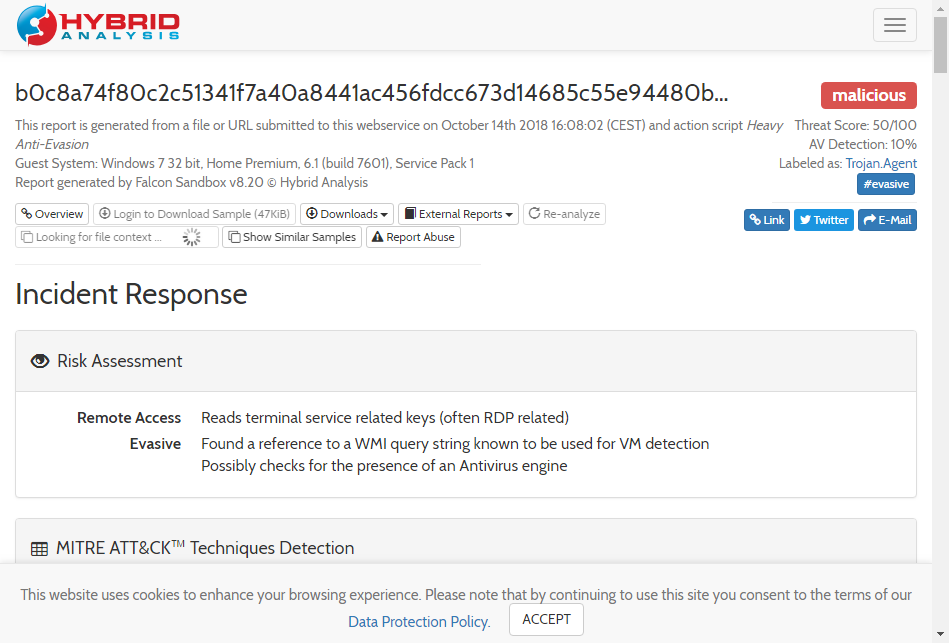 HYBRID
ANALYSIS
b0c8a74f80c2c51341f7a40a8441ac456fdcc673d14685c55e94480b...
malicious
This report is generated from a file or URL submitted to this webservice on October 14th 2018 16:08:02 (CEST) and action script Heavy
Anti-Evasion
Threat Score: 50/100
AV Detection: 10%
Guest System: Windows 7 32 bit, Home Premium, 6.1 (build 7601), Service Pack 1
Labeled as: Trojan.Agent
Report generated by Falcon Sandbox v8.20 © Hybrid Analysis
#evasive
Overview Login to Download Sample (47KiB) Downloads External Reports Re-analyze
Link Twitter E-Mail
Looking for file context ... Show Similar Samples Report Abuse
Incident Response
Risk Assessment
Remote Access Reads terminal service related keys (often RDP related)
Evasive Found a reference to a WMI query string known to be used for VM detection
Possibly checks for the presence of an Antivirus engine
MITRE ATT&CK™ Techniques Detection
This website uses cookies to enhance your browsing experience. Please note that by continuing to use this site you consent to the terms of our
Data Protection Policy. ACCEPT